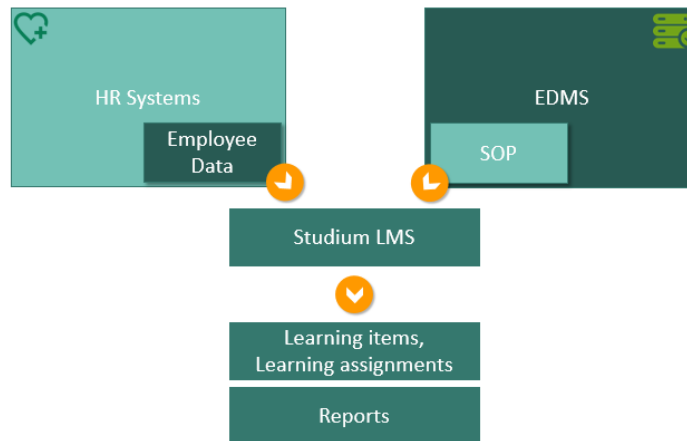 HR Systems
Employee
Data
EDMS
SOP
Studium LMS
Learning items,
Learning assignments
Reports